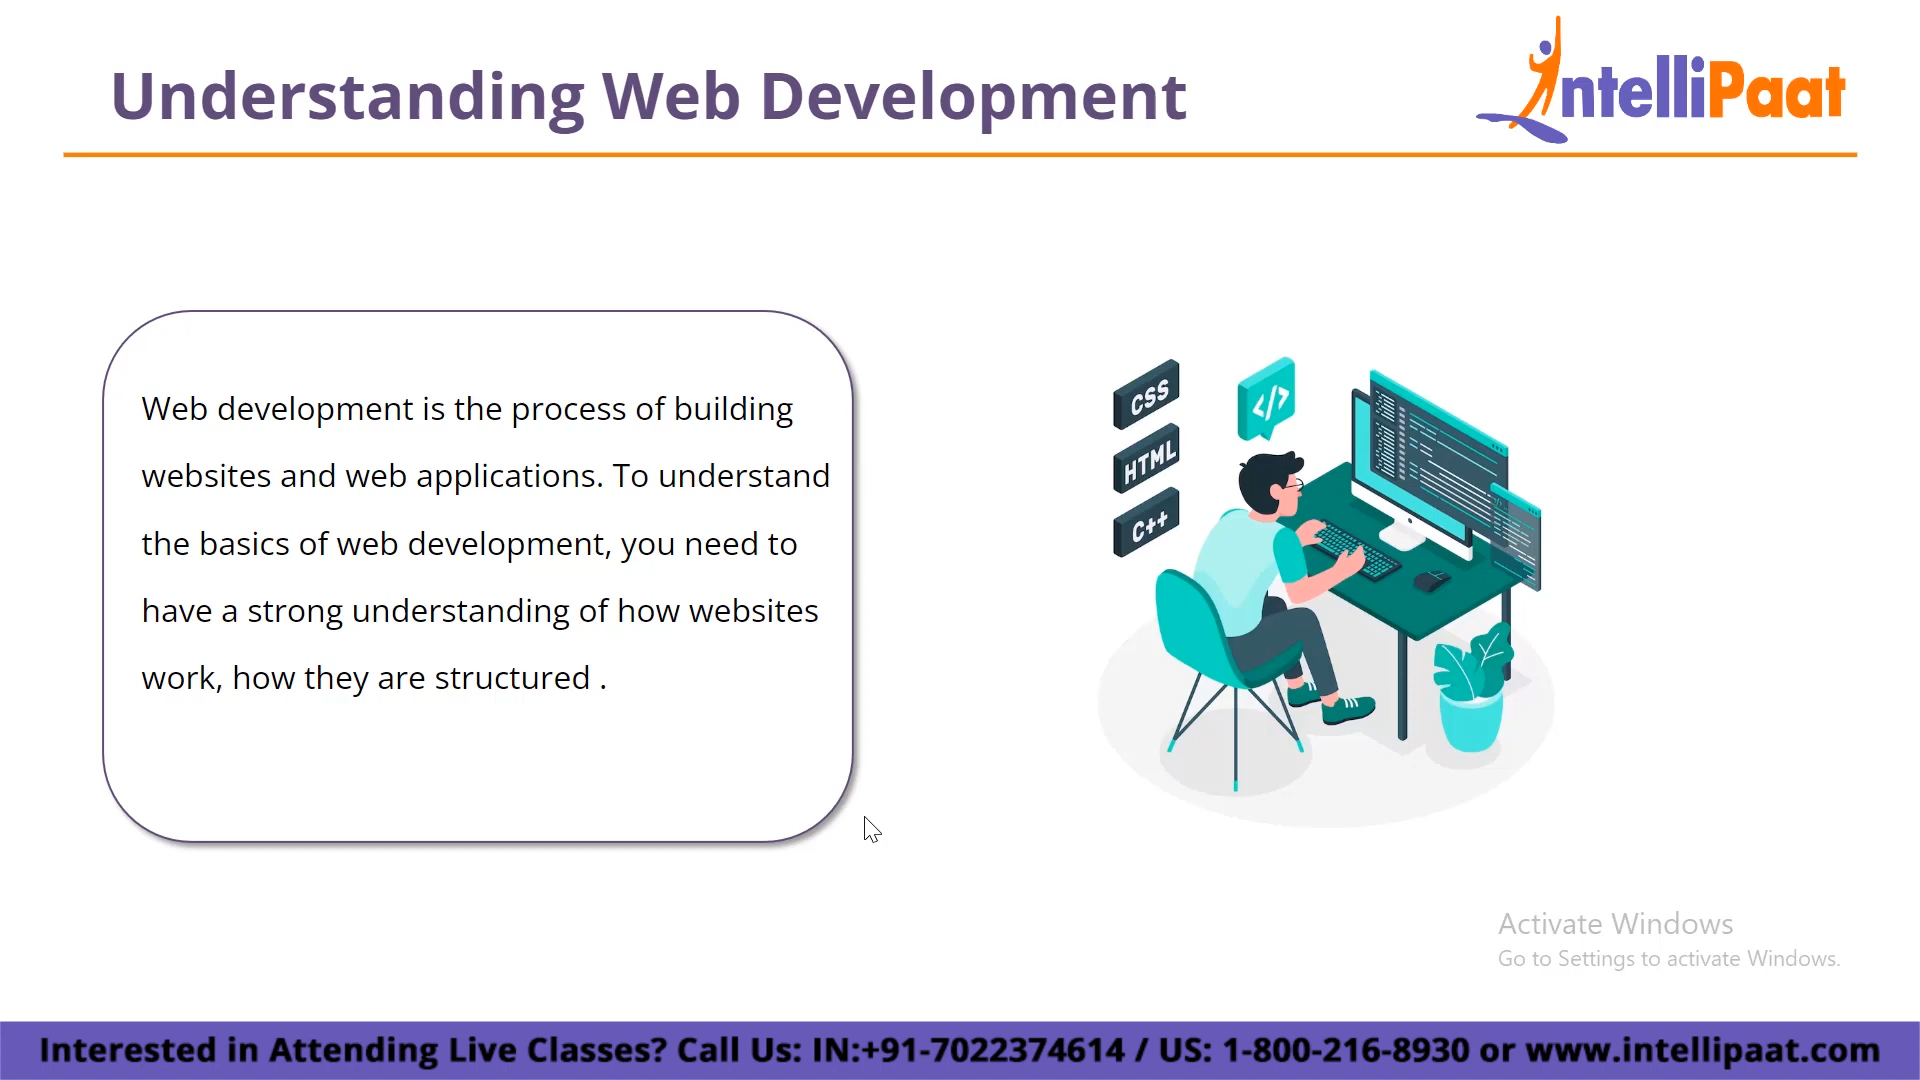 Understanding Web Development
IntelliPaat
Web development is the process of building
websites and web applications. To understand
the basics of web development, you need to
have a strong understanding of how websites
work, how they are structured .
CSS
</>
HTML
C++
Activate Windows
Go to Settings to activate Windows.
Interested in Attending Live Classes? Call Us: IN:+91-7022374614 / US: 1-800-216-8930 or www.intellipaat.com